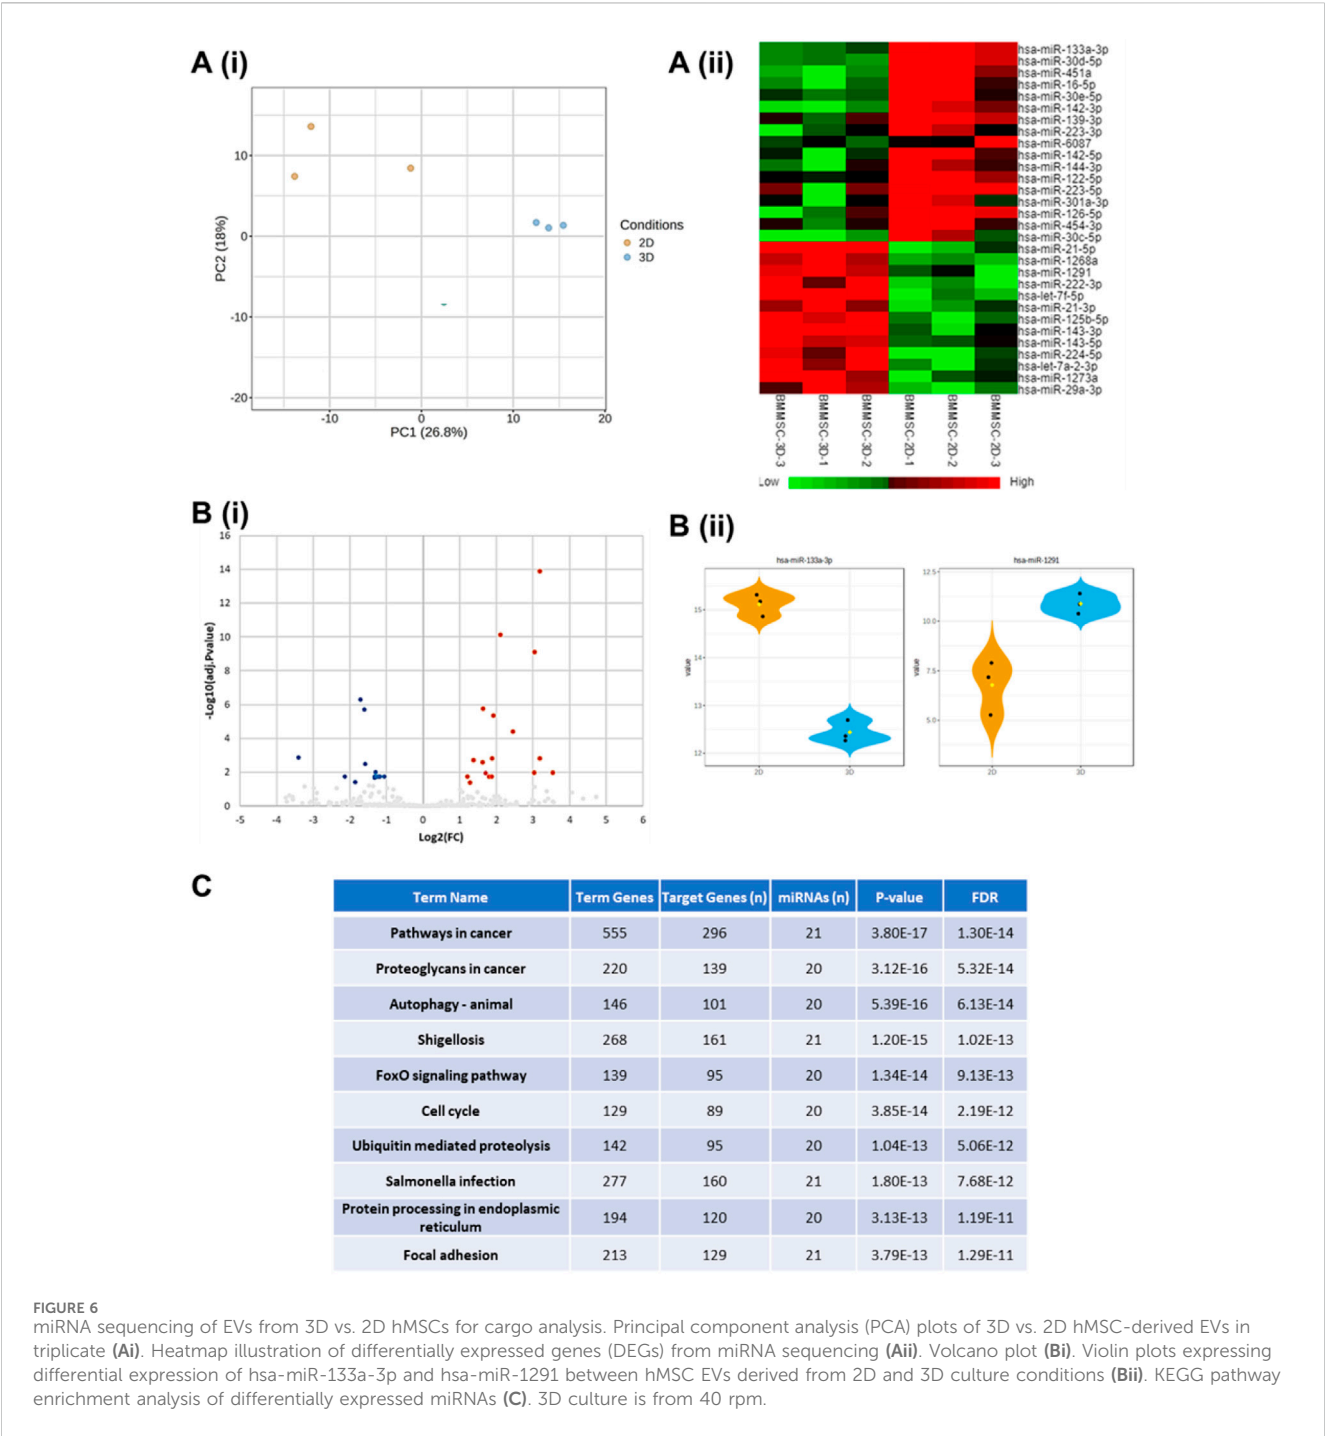 A (i)
10
0
-10
-20
-10
0
10
20
PC2 (18%)
PC1 (26.8%)
Conditions
2D
3D
A (ii)
hsa-miR-133a-3p
hsa-miR-30d-5p
hsa-miR-451a
hsa-miR-16-5p
hsa-miR-30e-5p
hsa-miR-142-3p
hsa-miR-139-3p
hsa-miR-223-3p
hsa-miR-6087
hsa-miR-142-5p
hsa-miR-144-3p
hsa-miR-122-5p
hsa-miR-223-5p
hsa-miR-301a-3p
hsa-miR-126-5p
hsa-miR-454-3p
hsa-miR-30c-5p
hsa-miR-21-5p
hsa-miR-1268a
hsa-miR-1291
hsa-miR-222-3p
hsa-let-7f-5p
hsa-miR-21-3p
hsa-miR-125b-5p
hsa-miR-143-3p
hsa-miR-143-5p
hsa-miR-224-5p
hsa-let-7a-2-3p
hsa-miR-1273a
hsa-miR-29a-3p
BMMSC-3D-3
BMMSC-3D-1
BMMSC-3D-2
BMMSC-2D-1
BMMSC-2D-2
BMMSC-2D-3
Low
High
B (i)
16
14
12
10
8
6
4
2
0
-5 -4 -3 -2 -1 0 1 2 3 4 5 6
-Log10(adj.Pvalue)
Log2(FC)
B (ii)
hsa-miR-133a-3p
15
14
13
12
value
2D 3D
hsa-miR-1291
12.5
10.0
7.5
5.0
value
2D 3D
C
Term Name Term Genes Target Genes (n) miRNAs (n) P-value FDR
Pathways in cancer 555 296 21 3.80E-17 1.30E-14
Proteoglycans in cancer 220 139 20 3.12E-16 5.32E-14
Autophagy - animal 146 101 20 5.39E-16 6.13E-14
Shigellosis 268 161 21 1.20E-15 1.02E-13
FoxO signaling pathway 139 95 20 1.34E-14 9.13E-13
Cell cycle 129 89 20 3.85E-14 2.19E-12
Ubiquitin mediated proteolysis 142 95 20 1.04E-13 5.06E-12
Salmonella infection 277 160 21 1.80E-13 7.68E-12
Protein processing in endoplasmic
reticulum 194 120 20 3.13E-13 1.19E-11
Focal adhesion 213 129 21 3.79E-13 1.29E-11
FIGURE 6
miRNA sequencing of EVs from 3D vs. 2D hMSCs for cargo analysis. Principal component analysis (PCA) plots of 3D vs. 2D hMSC-derived EVs in
triplicate (Ai). Heatmap illustration of differentially expressed genes (DEGs) from miRNA sequencing (Aii). Volcano plot (Bi). Violin plots expressing
differential expression of hsa-miR-133a-3p and hsa-miR-1291 between hMSC EVs derived from 2D and 3D culture conditions (Bii). KEGG pathway
enrichment analysis of differentially expressed miRNAs (C). 3D culture is from 40 rpm.